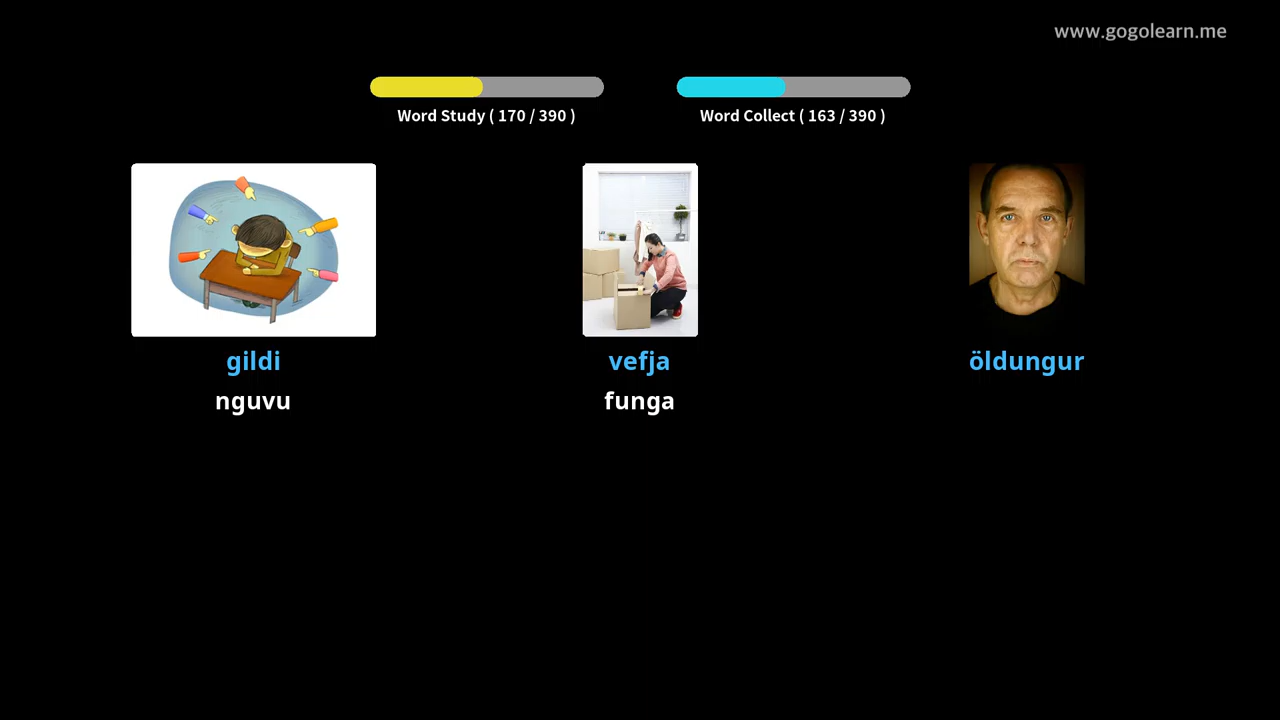 www.gogolearn.me
Word Study ( 170 / 390 )
Word Collect ( 163 / 390 )
gildi
vefja
öldungur
nguvu
funga